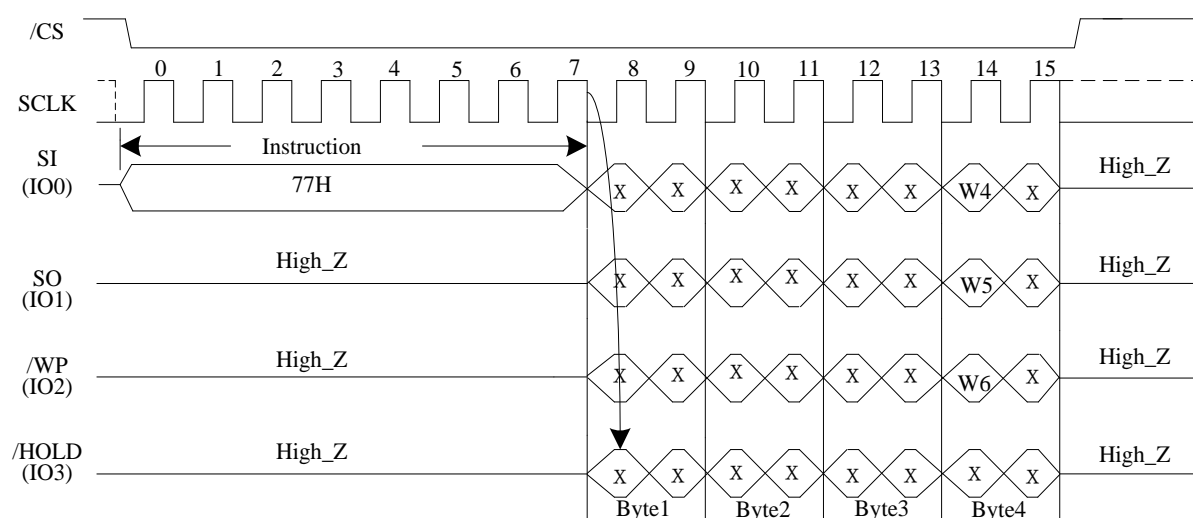 /CS
0 1 2 3 4 5 6 7 8 9 10 11 12 13 14 15
SCLK
Instruction
SI
(IO0)
77H
X X X X X X W4 X
High_Z
SO
(IO1)
High_Z
X X X X X X W5 X
High_Z
/WP
(IO2)
High_Z
X X X X X X W6 X
High_Z
/HOLD
(IO3)
High_Z
X X X X X X X X
High_Z
Byte1 Byte2 Byte3 Byte4